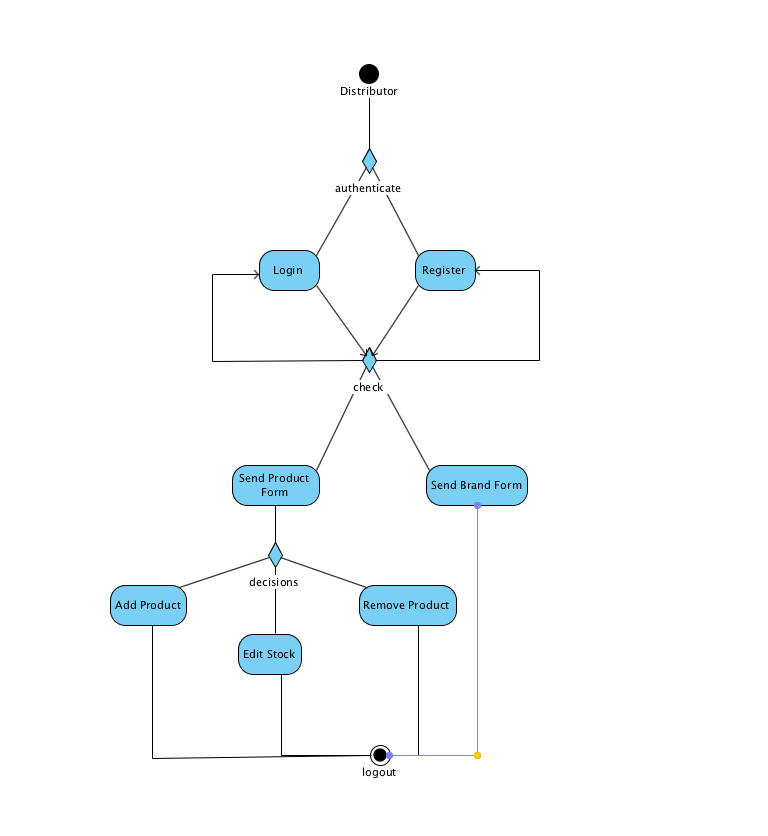 Distributor
authenticate
Login
Register
check
Send Product
Form
Send Brand Form
decisions
Add Product
Remove Product
Edit Stock
logout